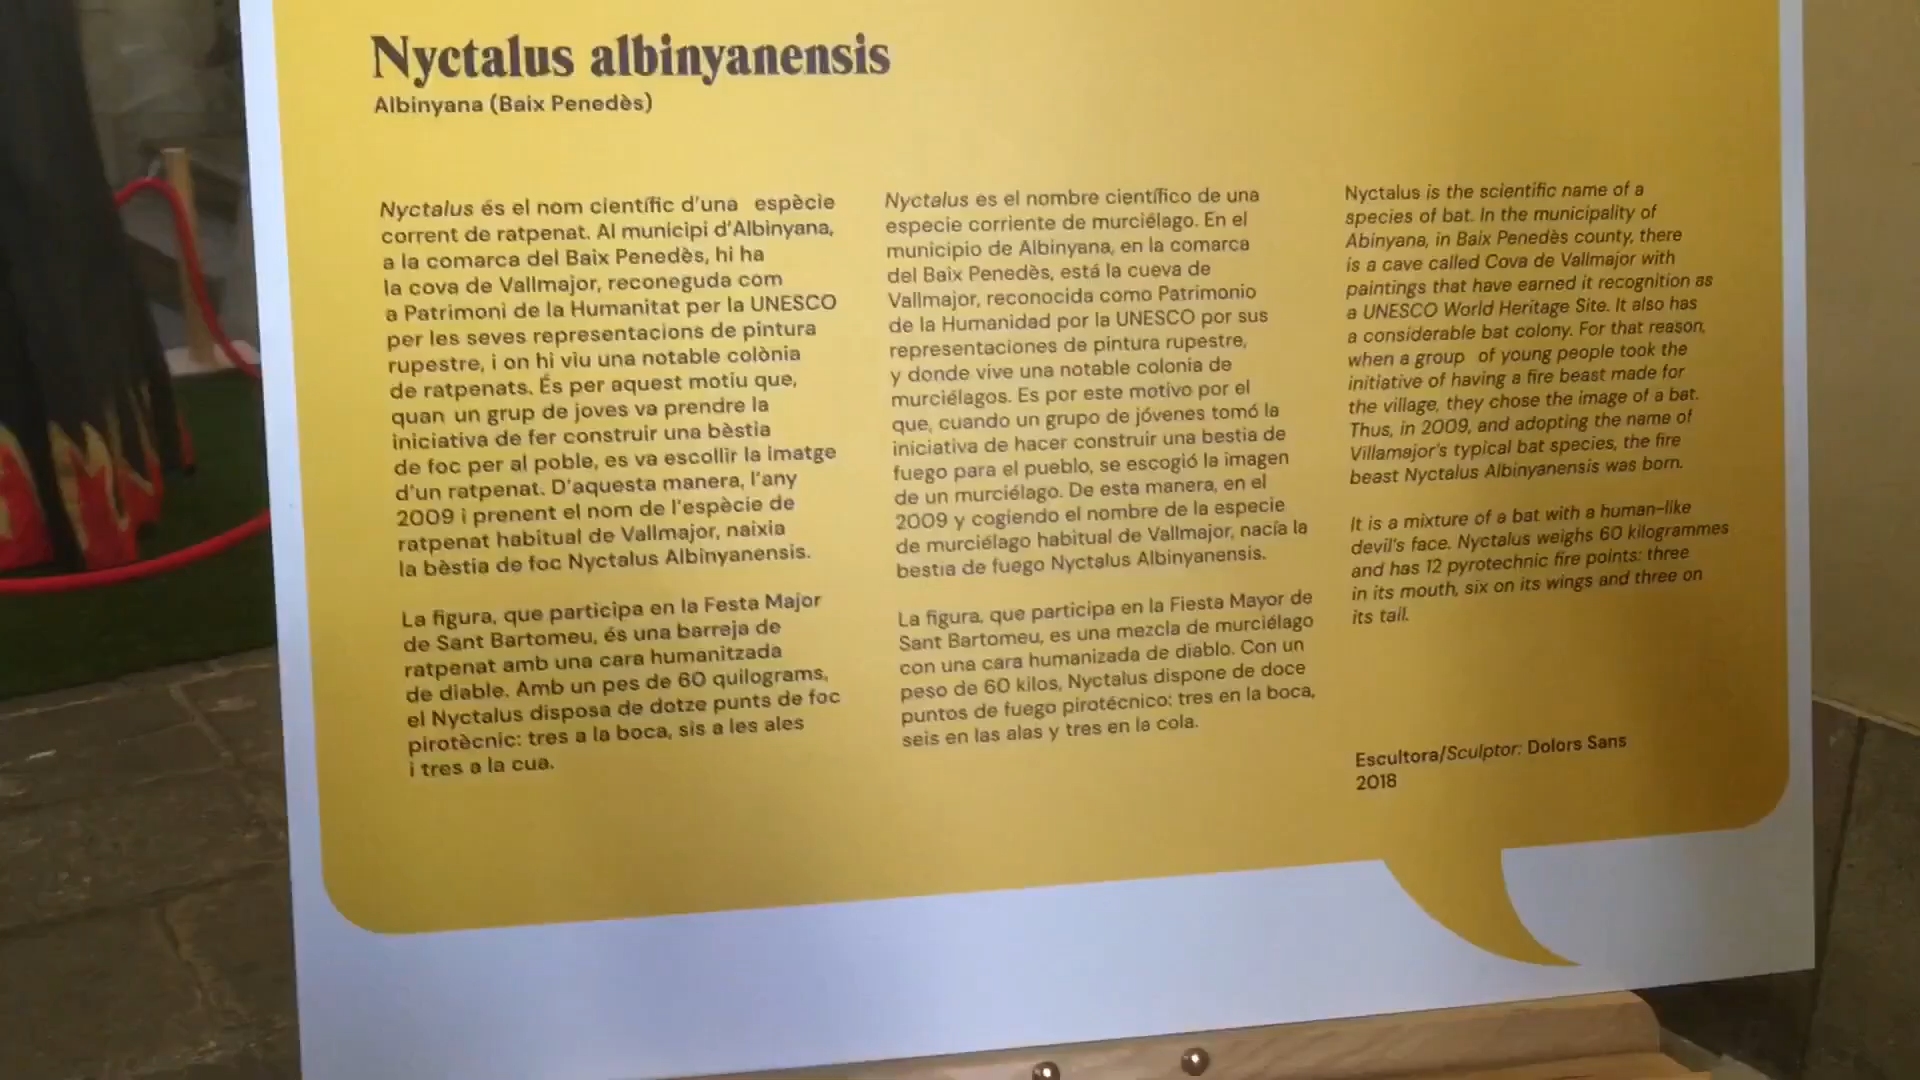 Nyctalus albinyanensis
Albinyana (Baix Penedès)
Nyctalus és el nom científic d'una espècie
corrent de ratpenat. Al municipi d'Albinyana,
a la comarca del Baix Penedès, hi ha
la cova de Vallmajor, reconeguda com
a Patrimoni de la Humanitat per la UNESCO
per les seves representacions de pintura
rupestre, i on hi viu una notable colònia
de ratpenats. És per aquest motiu que,
quan un grup de joves va prendre la
iniciativa de fer construir una bèstia
de foc per al poble, es va escollir la imatge
d'un ratpenat. D'aquesta manera, l'any
2009 i prenent el nom de l'espècie de
ratpenat habitual de Vallmajor, naixia
la bèstia de foc Nyctalus Albinyanensis.
La figura, que participa en la Festa Major
de Sant Bartomeu, és una barreja de
ratpenat amb una cara humanitzada
de diable. Amb un pes de 60 quilograms,
el Nyctalus disposa de dotze punts de foc
pirotècnic: tres a la boca, sis a les ales
i tres a la cua.
Nyctalus es el nombre científico de una
especie corriente de murciélago. En el
municipio de Albinyana, en la comarca
del Baix Penedès, está la cueva de
Vallmajor, reconocida como Patrimonio
de la Humanidad por la UNESCO por sus
representaciones de pintura rupestre,
y donde vive una notable colonia de
murciélagos. Es por este motivo por el
que, cuando un grupo de jóvenes tomó la
iniciativa de hacer construir una bestia de
fuego para el pueblo, se escogió la imagen
de un murciélago. De esta manera, en el
2009 y cogiendo el nombre de la especie
de murciélago habitual de Vallmajor, nacía la
bestia de fuego Nyctalus Albinyanensis.
La figura, que participa en la Fiesta Mayor de
Sant Bartomeu, es una mezcla de murciélago
con una cara humanizada de diablo. Con un
peso de 60 kilos, Nyctalus dispone de doce
puntos de fuego pirotécnico: tres en la boca,
seis en las alas y tres en la cola.
Nyctalus is the scientific name of a
species of bat. In the municipality of
Abinyana, in Baix Penedès county, there
is a cave called Cova de Vallmajor with
paintings that have earned it recognition as
a UNESCO World Heritage Site. It also has
a considerable bat colony. For that reason,
when a group of young people took the
initiative of having a fire beast made for
the village, they chose the image of a bat.
Thus, in 2009, and adopting the name of
Villamajor's typical bat species, the fire
beast Nyctalus Albinyanensis was born.
It is a mixture of a bat with a human-like
devil's face. Nyctalus weighs 60 kilogrammes
and has 12 pyrotechnic fire points: three
in its mouth, six on its wings and three on
its tail.
Escultora/Sculptor: Dolors Sans
2018